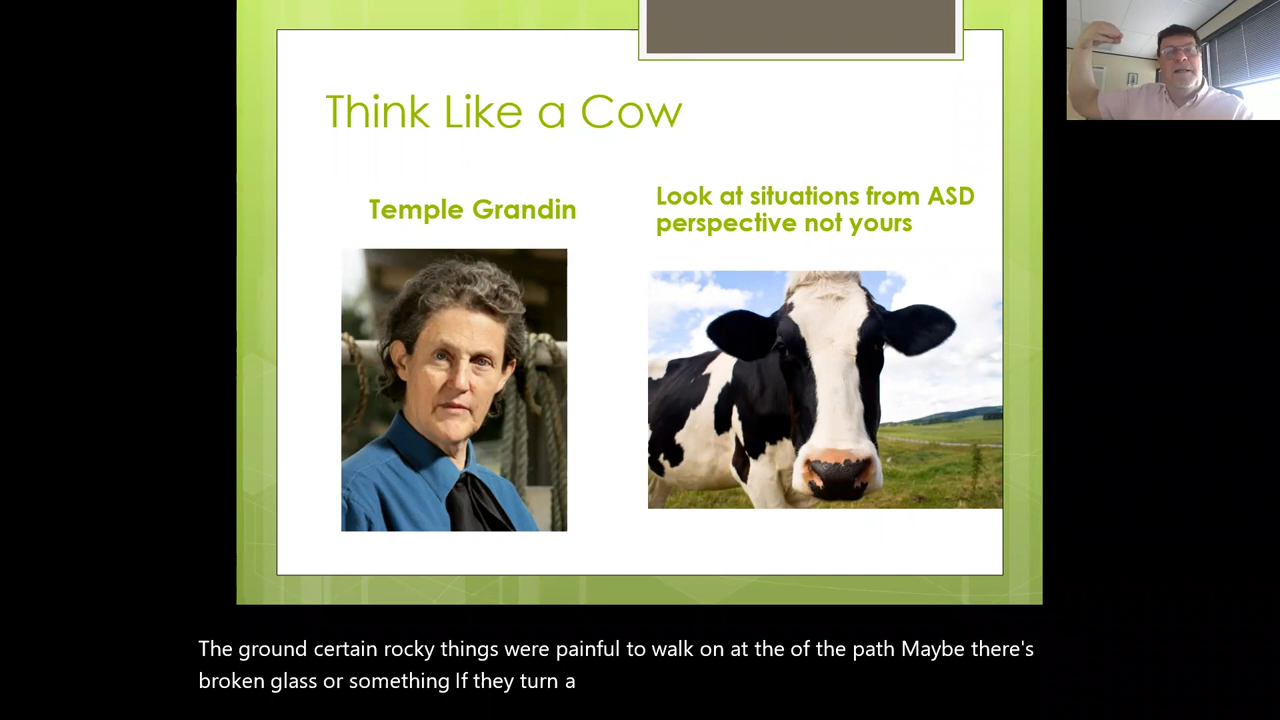 Think Like a Cow
Temple Grandin
Look at situations from ASD
perspective not yours
The ground certain rocky things were painful to walk on at the of the path Maybe there's
broken glass or something If they turn a